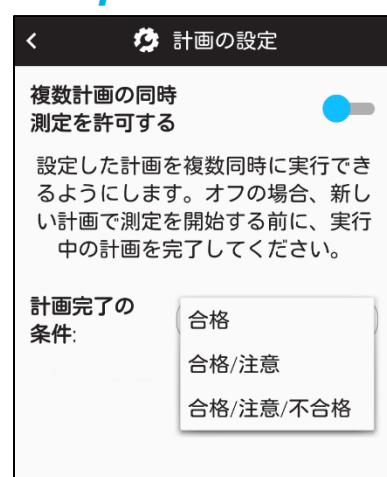 計画の設定
複数計画の同時
測定を許可する
設定した計画を複数同時に実行でき
るようにします。オフの場合、新し
い計画で測定を開始する前に、実行
中の計画を完了してください。
計画完了の
条件:
合格
合格/注意
合格/注意/不合格